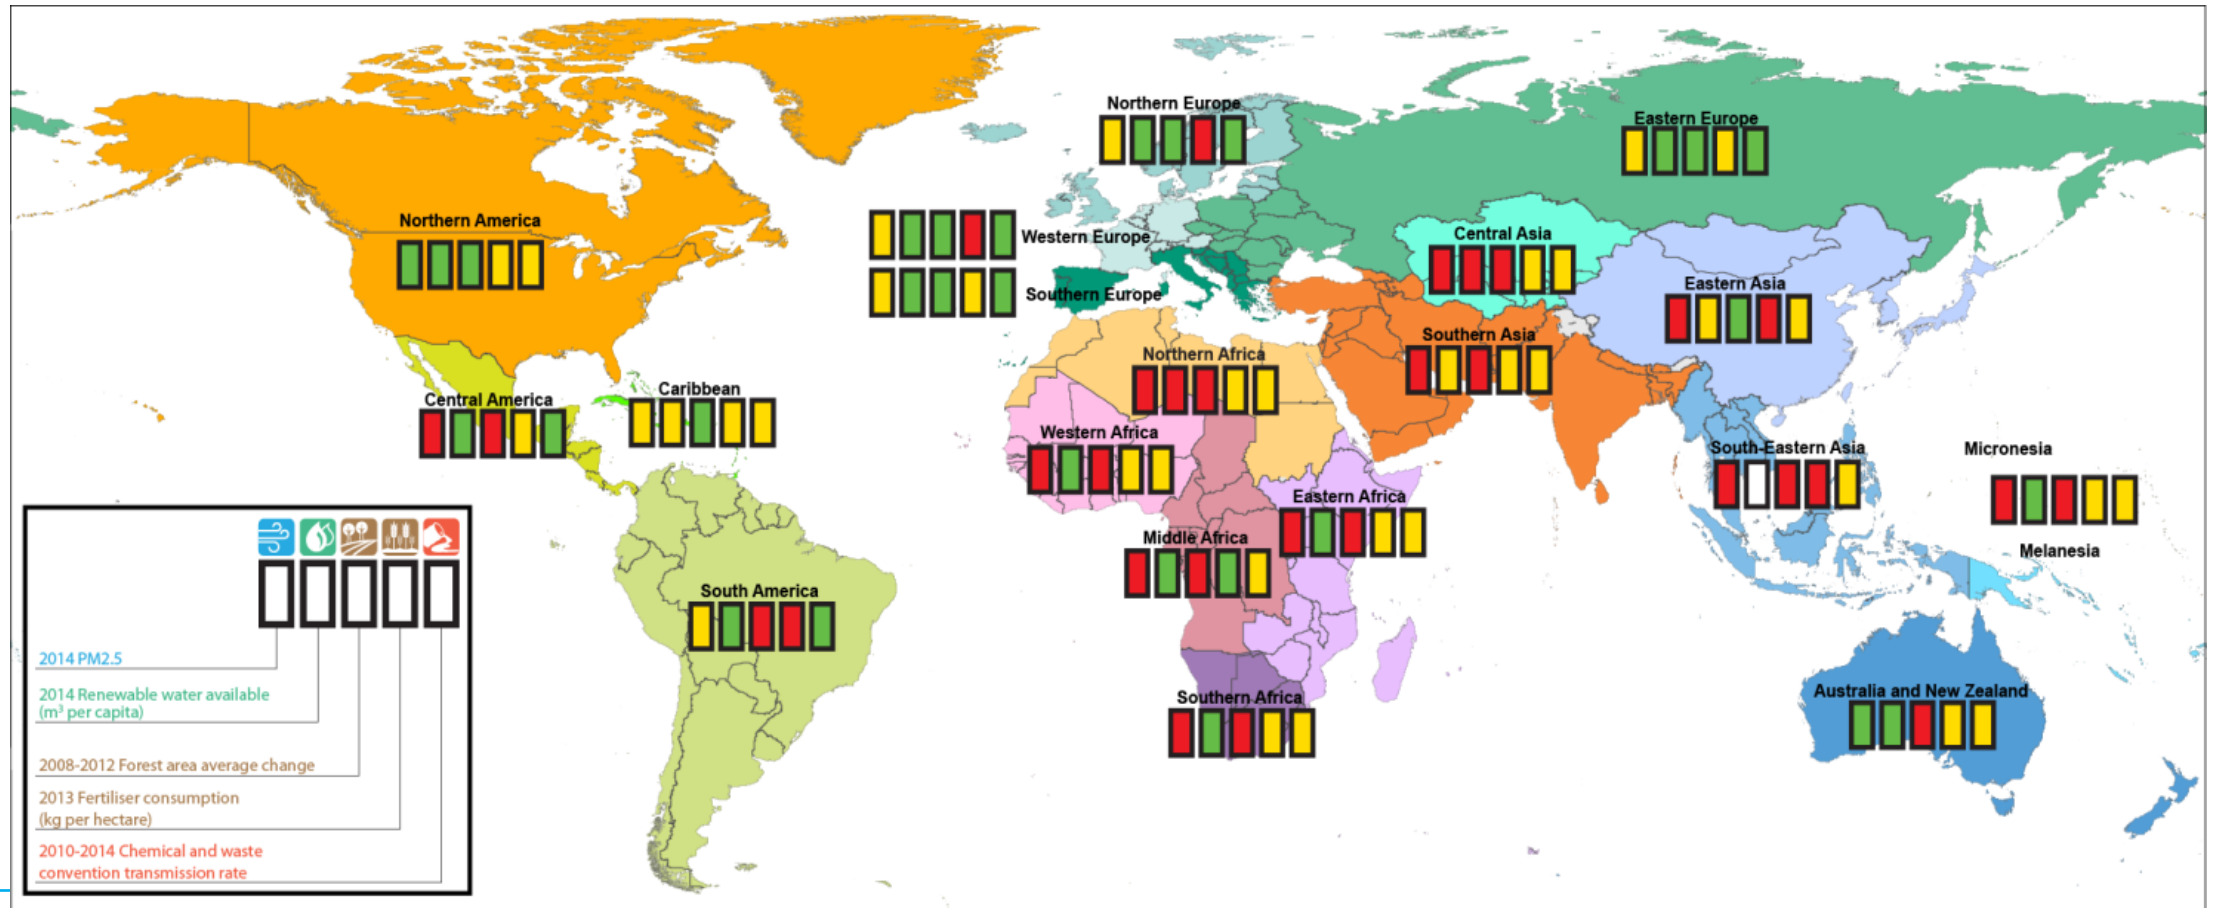 Northern Europe
Eastern Europe
Northern America
Western Europe
Central Asia
Southern Europe
Eastern Asia
Southern Asia
Northern Africa
Caribbean
Central America
Western Africa
South-Eastern Asia
Micronesia
Eastern Africa
Middle Africa
Melanesia
South America
Australia and New Zealand
Southern Africa
2014 PM2.5
2014 Renewable water available
(m³ per capita)
2008-2012 Forest area average change
2013 Fertiliser consumption
(kg per hectare)
2010-2014 Chemical and waste
convention transmission rate